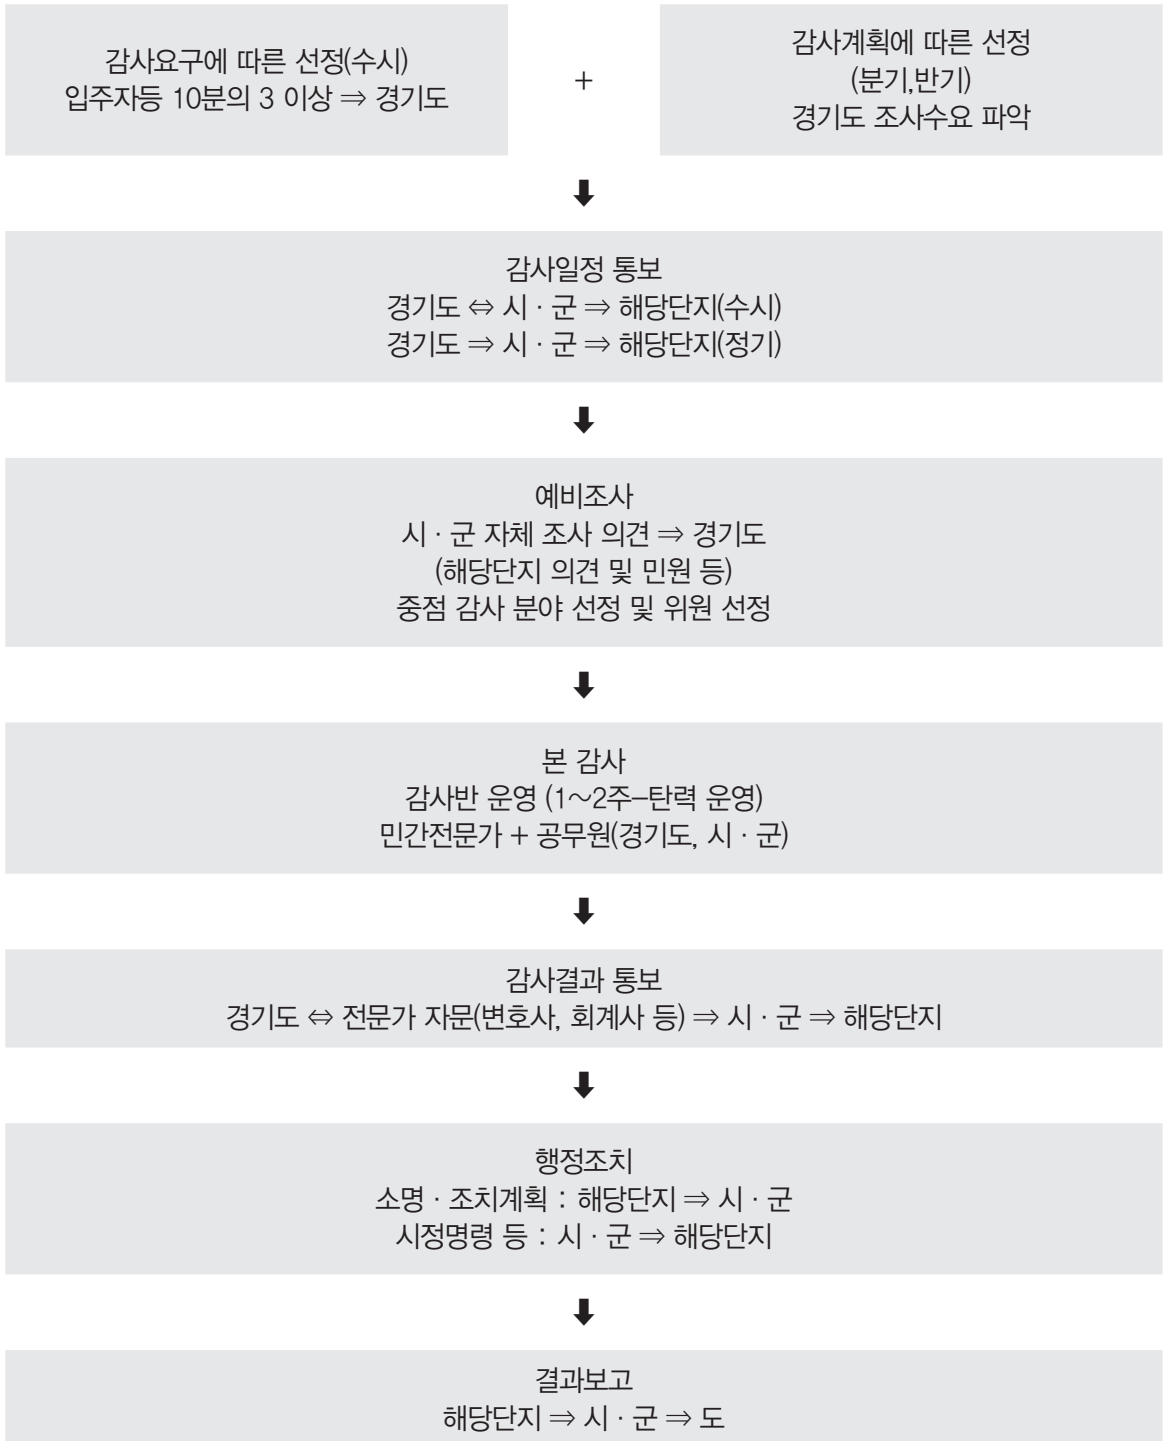 감사요구에 따른 선정(수시)
입주자등 10분의 3 이상 ⇒ 경기도
+
감사계획에 따른 선정
(분기,반기)
경기도 조사수요 파악
⬇
감사일정 통보
경기도 ⇔ 시 · 군 ⇒ 해당단지(수시)
경기도 ⇒ 시 · 군 ⇒ 해당단지(정기)
⬇
예비조사
시 · 군 자체 조사 의견 ⇒ 경기도
(해당단지 의견 및 민원 등)
중점 감사 분야 선정 및 위원 선정
⬇
본 감사
감사반 운영 (1~2주-탄력 운영)
민간전문가 + 공무원(경기도, 시 · 군)
⬇
감사결과 통보
경기도 ⇔ 전문가 자문(변호사, 회계사 등) ⇒ 시 · 군 ⇒ 해당단지
⬇
행정조치
소명 · 조치계획 : 해당단지 ⇒ 시 · 군
시정명령 등 : 시 · 군 ⇒ 해당단지
⬇
결과보고
해당단지 ⇒ 시 · 군 ⇒ 도